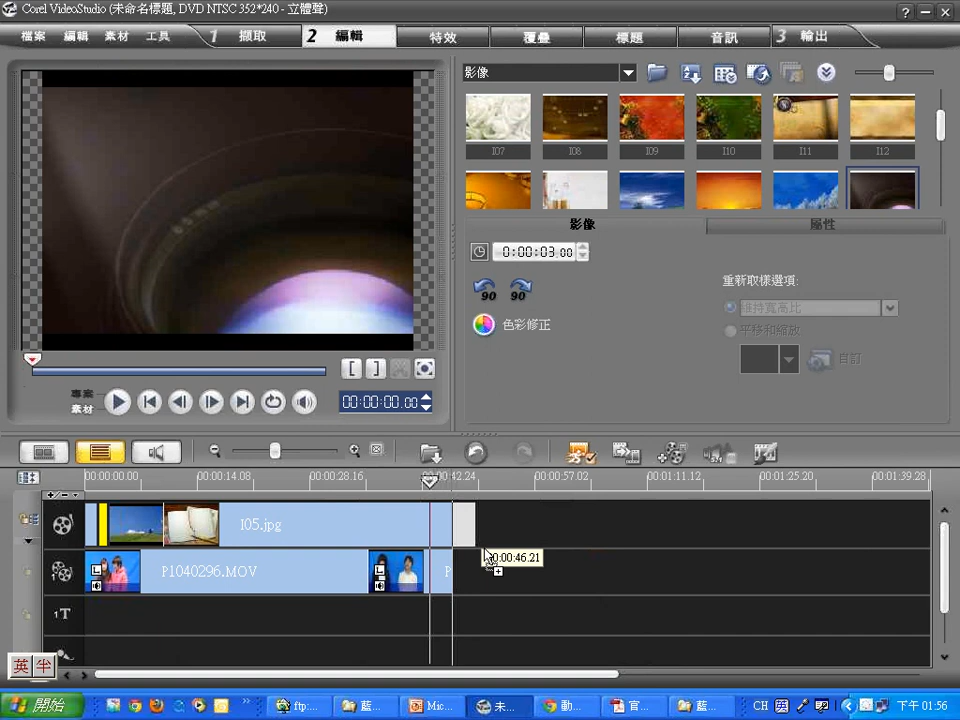 Corel VideoStudio (未命名標題, DVD NTSC 352*240 - 立體聲)
檔案 編輯 素材 工具 1 擷取 2 編輯 特效 覆疊 標題 音訊 3 輸出
影像
I07 I08 I09 I10 I11 I12
影像 屬性
0:00:03.00
90 90
色彩修正
重新取樣選項:
維持寬高比
平移和縮放
自訂
專案
素材
00:00:00.00
00:00:00.00 00:00:14.08 00:00:28.16 00:00:42.24 00:00:57.02 00:01:11.12 00:01:25.20 00:01:39.28
I05.jpg
0:00:46.21
P1040296.MOV P
1T
英 半
開始 ftp:... 藍... Mic... 未... 動... 官... 藍... CH 下午 01:56